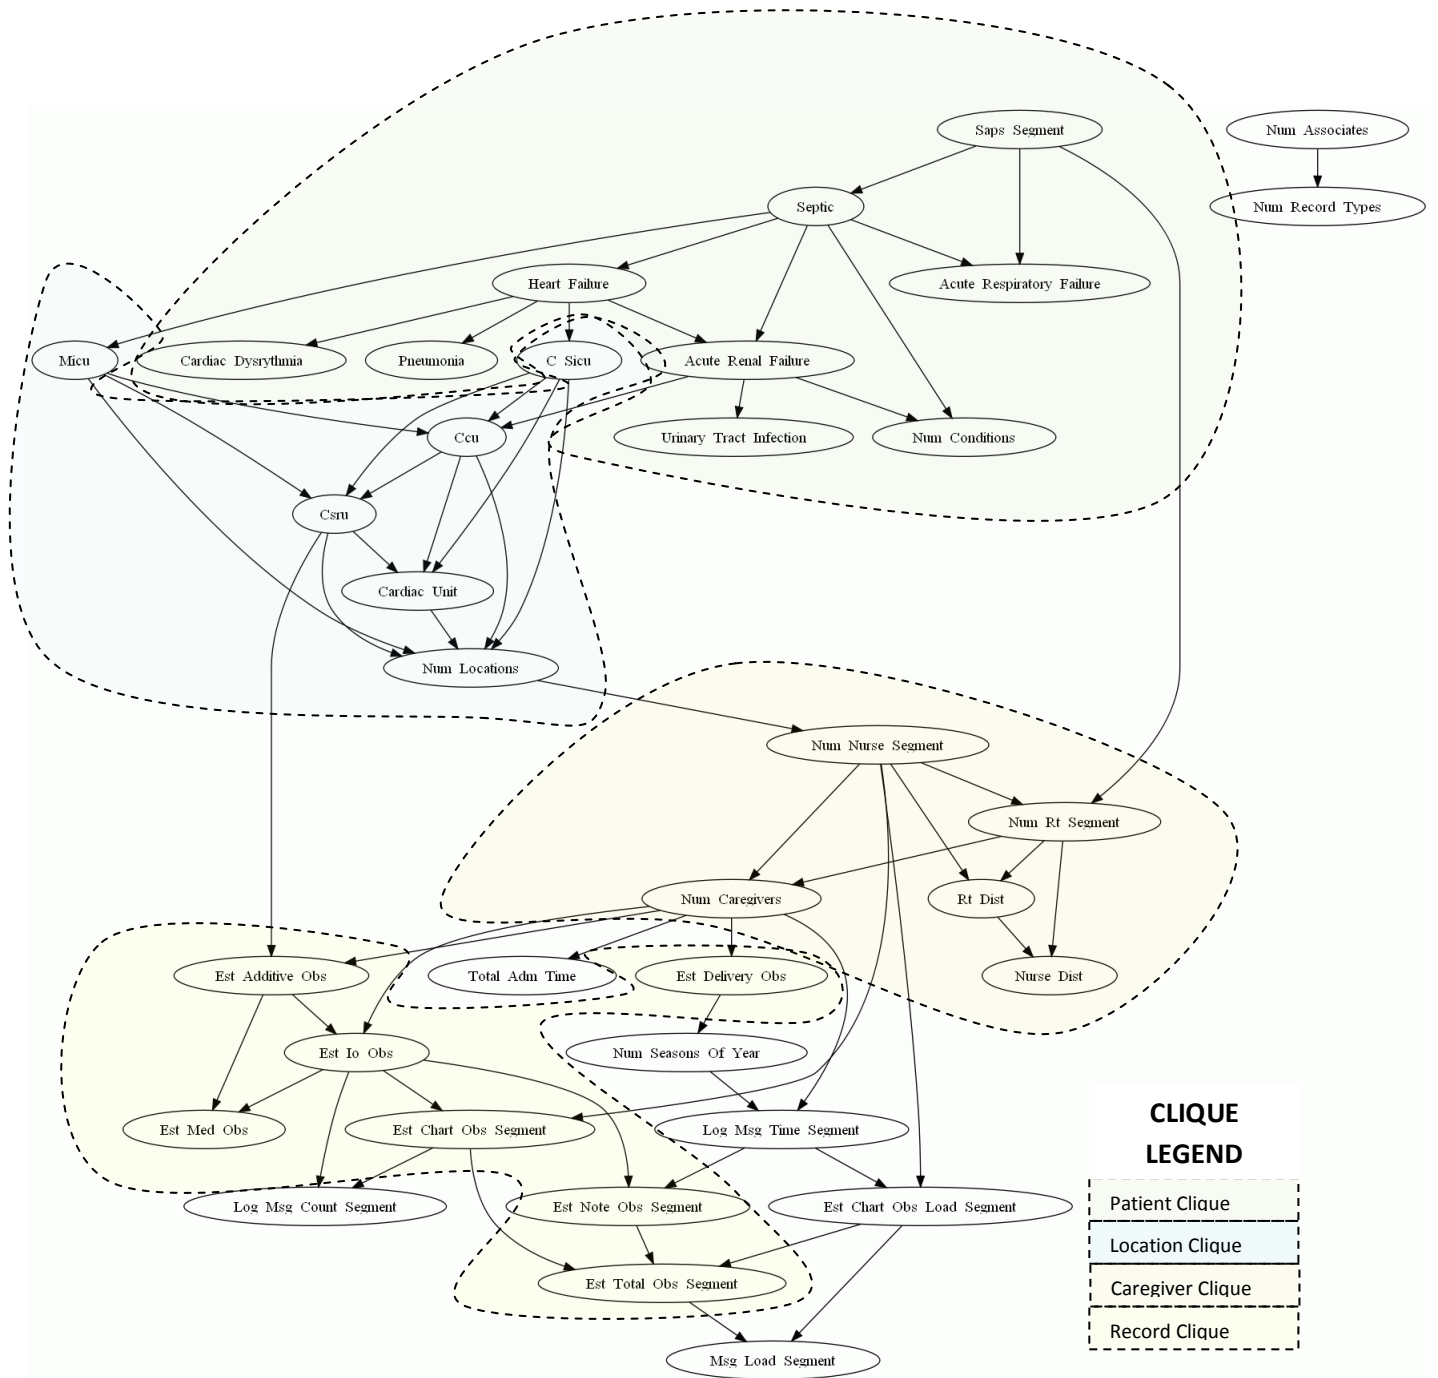 Saps Segment
Num Associates
Septic
Num Record Types
Heart Failure
Acute Respiratory Failure
Micu
Cardiac Dysrythmia
Pneumonia
C Sicu
Acute Renal Failure
Ccu
Urinary Tract Infection
Num Conditions
Csru
Cardiac Unit
Num Locations
Num Nurse Segment
Num Rt Segment
Num Caregivers
Rt Dist
Est Additive Obs
Total Adm Time
Est Delivery Obs
Nurse Dist
Est Io Obs
Num Seasons Of Year
Est Med Obs
Est Chart Obs Segment
Log Msg Time Segment
CLIQUE
LEGEND
Log Msg Count Segment
Est Note Obs Segment
Est Chart Obs Load Segment
Patient Clique
Location Clique
Est Total Obs Segment
Caregiver Clique
Record Clique
Msg Load Segment